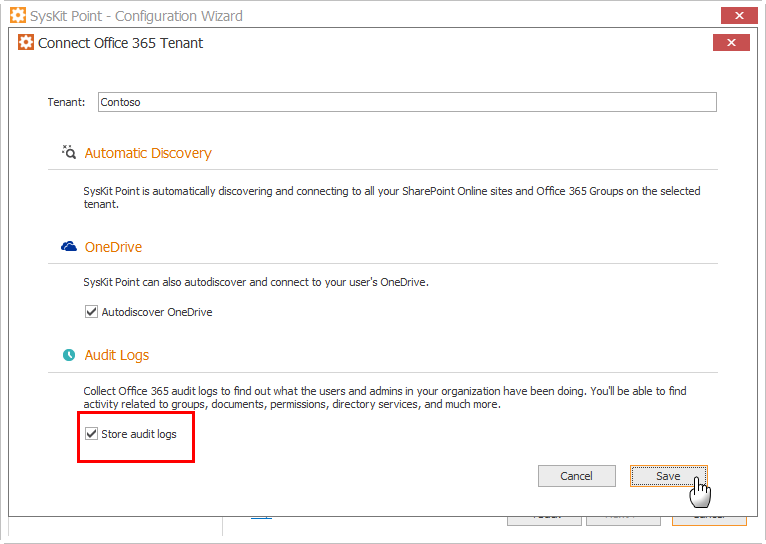 SysKit Point - Configuration Wizard
Connect Office 365 Tenant
Tenant: Contoso
Automatic Discovery
SysKit Point is automatically discovering and connecting to all your SharePoint Online sites and Office 365 Groups on the selected
tenant.
OneDrive
SysKit Point can also autodiscover and connect to your user's OneDrive.
Autodiscover OneDrive
Audit Logs
Collect Office 365 audit logs to find out what the users and admins in your organization have been doing. You'll be able to find
activity related to groups, documents, permissions, directory services, and much more.
Store audit logs
Cancel Save